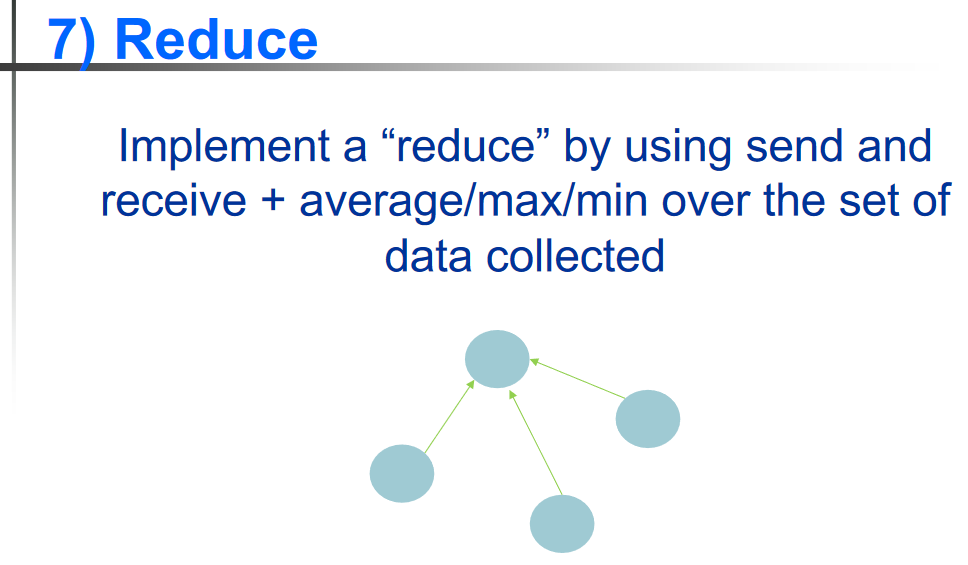 7) Reduce
Implement a “reduce” by using send and
receive + average/max/min over the set of
data collected